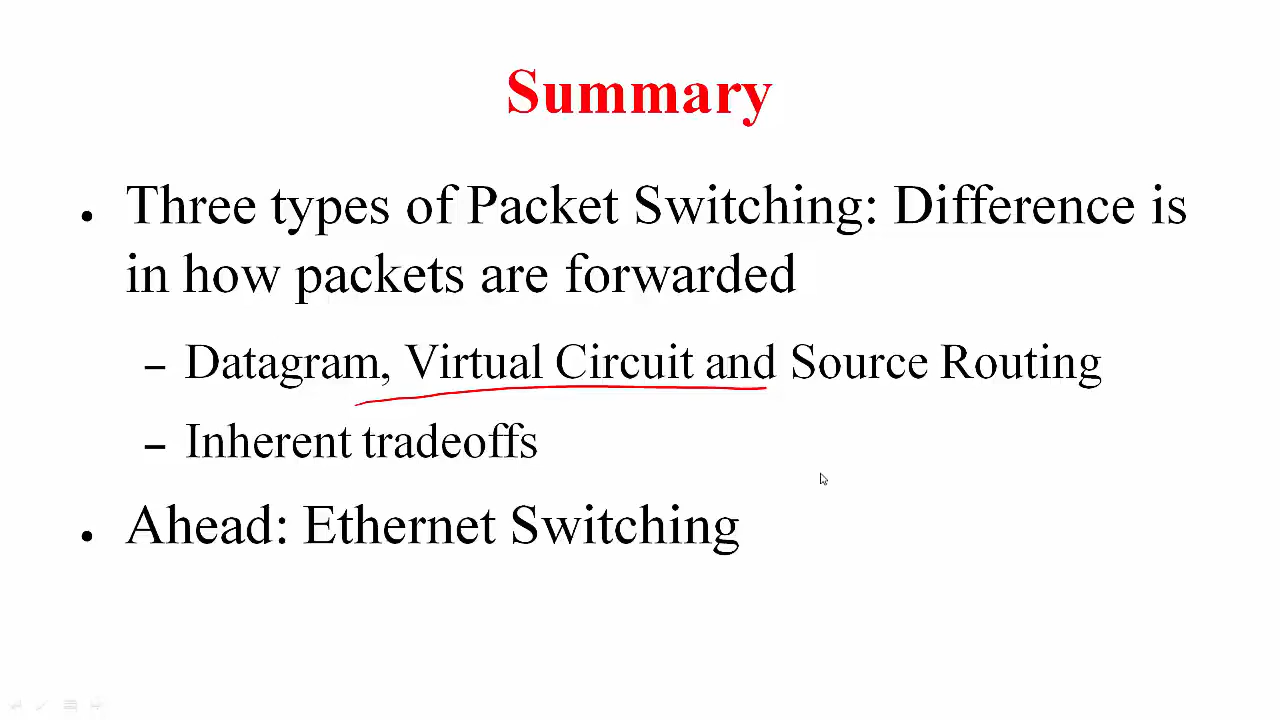 Summary
• Three types of Packet Switching: Difference is
in how packets are forwarded
– Datagram, Virtual Circuit and Source Routing
– Inherent tradeoffs
• Ahead: Ethernet Switching